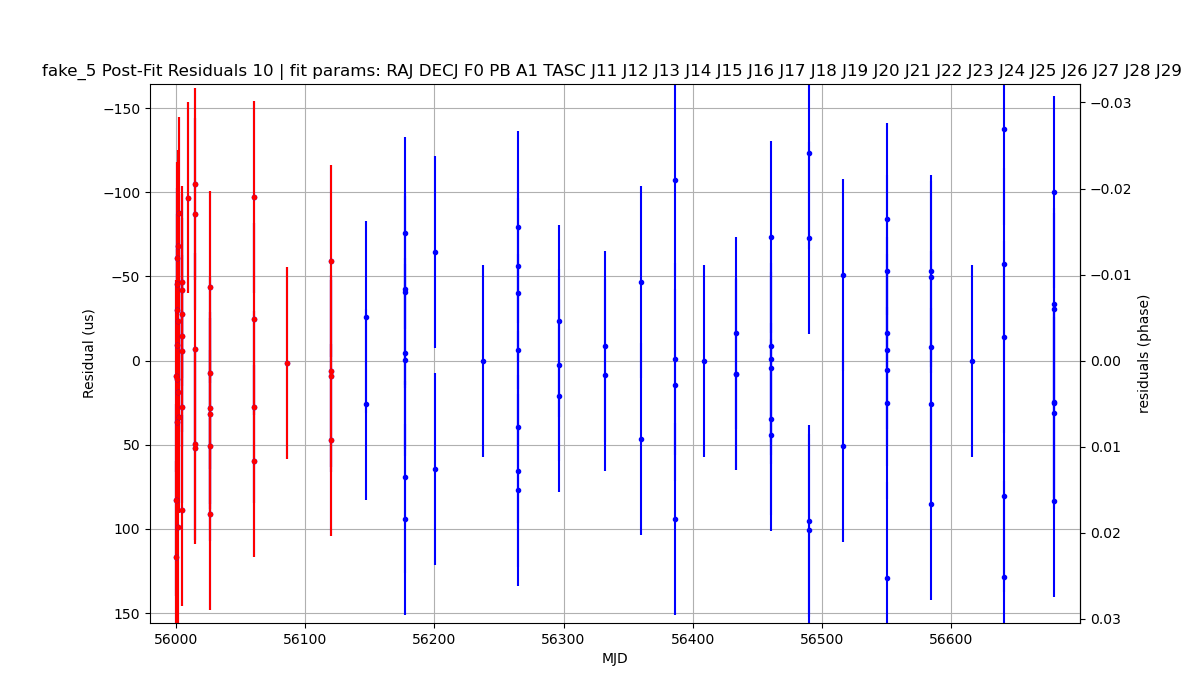 fake_5 Post-Fit Residuals 10 | fit params: RAJ DECJ F0 PB A1 TASC J11 J12 J13 J14 J15 J16 J17 J18 J19 J20 J21 J22 J23 J24 J25 J26 J27 J28 J29
−150
−100
−50
0
50
100
150
Residual (us)
−0.03
−0.02
−0.01
0.00
0.01
0.02
0.03
residuals (phase)
56000 56100 56200 56300 56400 56500 56600
MJD